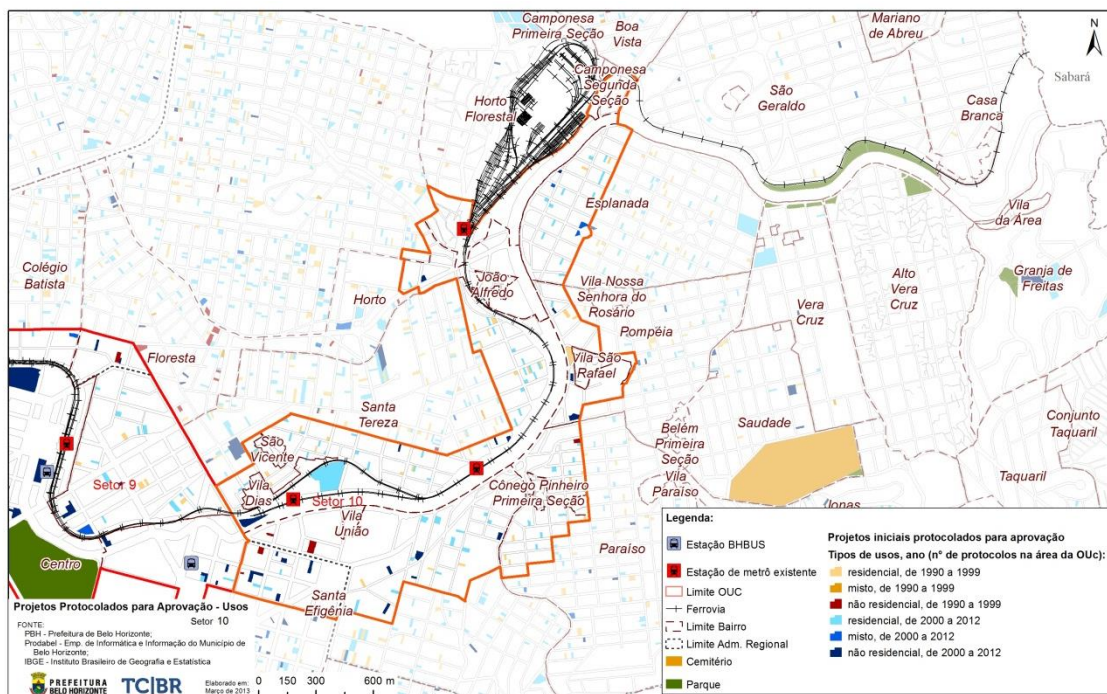 Camponesa
Primeira Seção
Boa
Vista
Mariano
de Abreu
N
Sabará
Camponesa
Segunda
Seção
São
Geraldo
Casa
Branca
Horto
Florestal
Esplanada
Vila
da Área
Colégio
Batista
Horto
João
Alfredo
Vila Nossa
Senhora do
Rosário
Pompéia
Vera
Cruz
Alto
Vera Cruz
Granja de
Freitas
Floresta
Vila São
Rafael
Santa
Tereza
São
Vicente
Belém
Primeira
Seção
Saudade
Conjunto
Taquaril
Setor 9
Vila
Dias
Setor 10
Cônego Pinheiro
Primeira Seção
Vila
Paraíso
Taquaril
Vila
União
Jonas
Centro
Paraíso
Santa
Efigênia
Projetos Protocolados para Aprovação - Usos
Setor 10
FONTE:
PBH - Prefeitura de Belo Horizonte;
Prodabel - Emp. de Informática e Informação do Município de
Belo Horizonte;
IBGE - Instituto Brasileiro de Geografia e Estatística
PREFEITURA
BELO HORIZONTE
TC|BR
Elaborado em:
Março de 2013
0 150 300 600 m
Legenda:
Estação BHBUS
Estação de metrô existente
Limite OUC
Ferrovia
Limite Bairro
Limite Adm. Regional
Cemitério
Parque
Projetos iniciais protocolados para aprovação
Tipos de usos, ano (nº de protocolos na área da OUc):
residencial, de 1990 a 1999
misto, de 1990 a 1999
não residencial, de 1990 a 1999
residencial, de 2000 a 2012
misto, de 2000 a 2012
não residencial, de 2000 a 2012